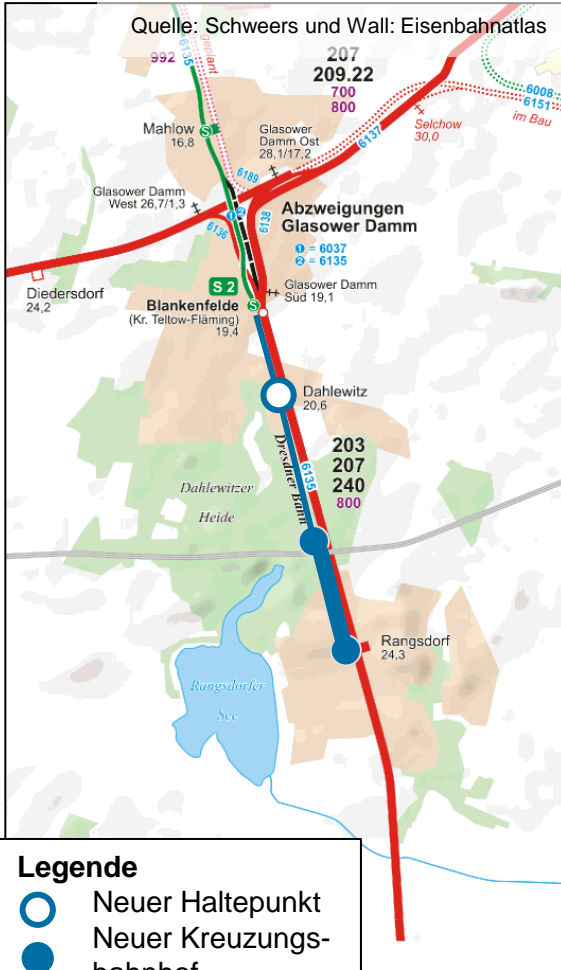 Quelle: Schweers und Wall: Eisenbahnatlas
6135
geplant
992
207
209.22
700
800
6008
6151
im Bau
Selchow
30,0
6137
Mahlow
16,8
S
Glasower
Damm Ost
28,1/17,2
6189
Glasower Damm
West 26,7/1,3
1 2
6136
6138
Abzweigungen
Glasower Damm
1 = 6037
2 = 6135
Diedersdorf
24,2
S 2
Glasower Damm
Süd 19,1
Blankenfelde
(Kr. Teltow-Fläming)
19,4
S
Dahlewitz
20,6
Dresdner Bahn
6135
203
207
240
800
Dahlewitzer
Heide
Rangsdorf
24,3
Rangsdorfer
See
Legende
Neuer Haltepunkt
Neuer Kreuzungs-
bahnhof